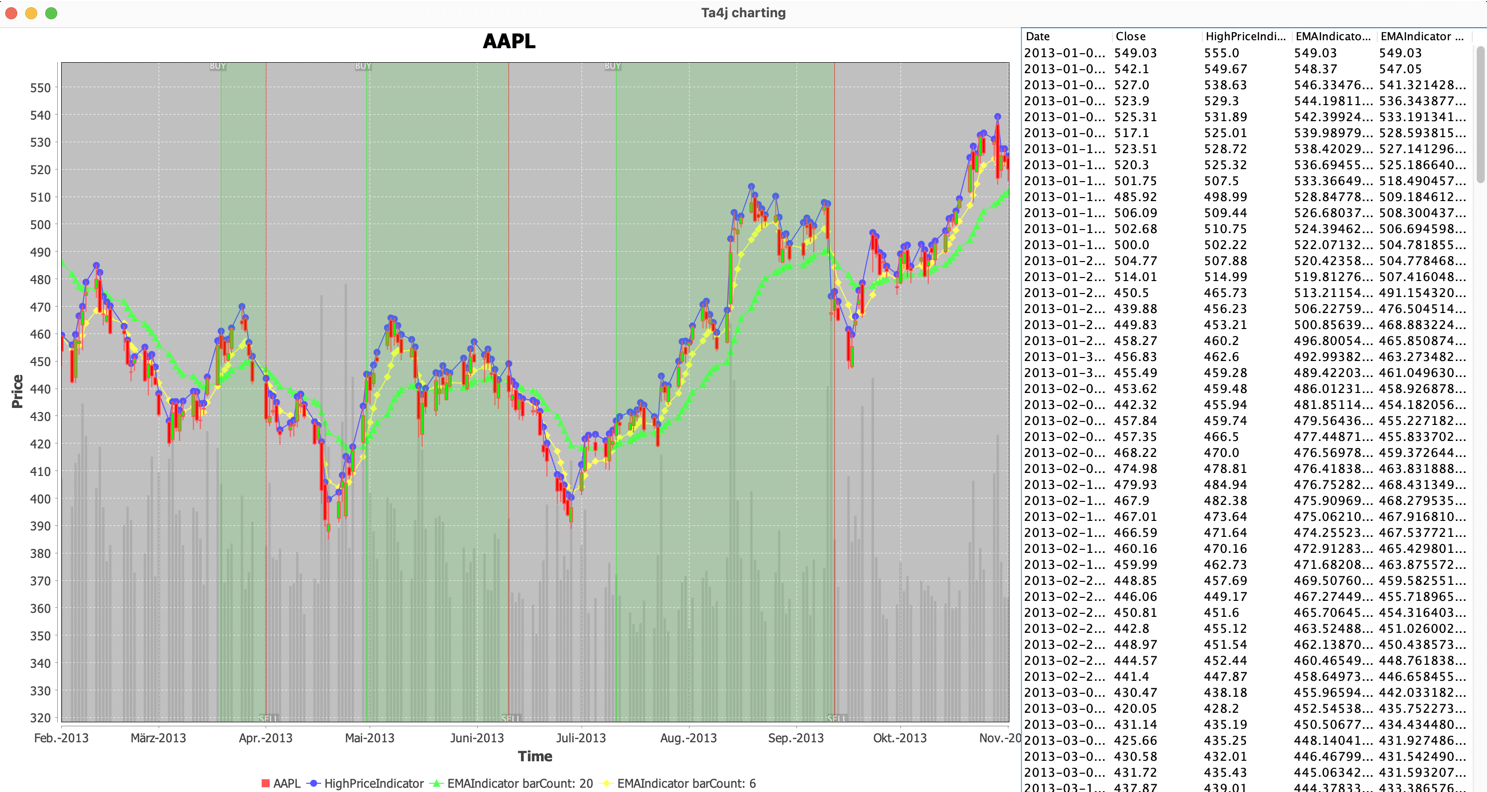 Ta4j charting
AAPL
BUY BUY BUY
550
540
530
520
510
500
490
480
470
460
450
440
430
420
410
400
390
380
370
360
350
340
330
320
Price
SELL SELL SELL
Feb.-2013 März-2013 Apr.-2013 Mai-2013 Juni-2013 Juli-2013 Aug.-2013 Sep.-2013 Okt.-2013 Nov.-20
Time
AAPL HighPriceIndicator EMAIndicator barCount: 20 EMAIndicator barCount: 6
Date Close HighPriceIndi... EMAIndicato... EMAIndicator ...
2013-01-0... 549.03 555.0 549.03 549.03
2013-01-0... 542.1 549.67 548.37 547.05
2013-01-0... 527.0 538.63 546.33476... 541.321428...
2013-01-0... 523.9 529.3 544.19811... 536.343877...
2013-01-0... 525.31 531.89 542.39924... 533.191341...
2013-01-0... 517.1 525.01 539.98979... 528.593815...
2013-01-1... 523.51 528.72 538.42029... 527.141296...
2013-01-1... 520.3 525.32 536.69455... 525.186640...
2013-01-1... 501.75 507.5 533.36649... 518.490457...
2013-01-1... 485.92 498.99 528.84778... 509.184612...
2013-01-1... 506.09 509.44 526.68037... 508.300437...
2013-01-1... 502.68 510.75 524.39462... 506.694598...
2013-01-1... 500.0 502.22 522.07132... 504.781855...
2013-01-2... 504.77 507.88 520.42358... 504.778468...
2013-01-2... 514.01 514.99 519.81276... 507.416048...
2013-01-2... 450.5 465.73 513.21154... 491.154320...
2013-01-2... 439.88 456.23 506.22759... 476.504514...
2013-01-2... 449.83 453.21 500.85639... 468.883224...
2013-01-2... 458.27 460.2 496.80054... 465.850874...
2013-01-3... 456.83 462.6 492.99382... 463.273482...
2013-01-3... 455.49 459.28 489.42203... 461.049630...
2013-02-0... 453.62 459.48 486.01231... 458.926878...
2013-02-0... 442.32 455.94 481.85114... 454.182056...
2013-02-0... 457.84 459.74 479.56436... 455.227182...
2013-02-0... 457.35 466.5 477.44871... 455.833702...
2013-02-0... 468.22 470.0 476.56978... 459.372644...
2013-02-0... 474.98 478.81 476.41838... 463.831888...
2013-02-1... 479.93 484.94 476.75282... 468.431349...
2013-02-1... 467.9 482.38 475.90969... 468.279535...
2013-02-1... 467.01 473.64 475.06210... 467.916810...
2013-02-1... 466.59 471.64 474.25523... 467.537721...
2013-02-1... 460.16 470.16 472.91283... 465.429801...
2013-02-1... 459.99 462.73 471.68208... 463.875572...
2013-02-2... 448.85 457.69 469.50760... 459.582551...
2013-02-2... 446.06 449.17 467.27449... 455.718965...
2013-02-2... 450.81 451.6 465.70645... 454.316403...
2013-02-2... 442.8 455.12 463.52488... 451.026002...
2013-02-2... 448.97 451.54 462.13870... 450.438573...
2013-02-2... 444.57 452.44 460.46549... 448.761838...
2013-02-2... 441.4 447.87 458.64973... 446.658455...
2013-03-0... 430.47 438.18 455.96594... 442.033182...
2013-03-0... 420.05 428.2 452.54538... 435.752273...
2013-03-0... 431.14 435.19 450.50677... 434.434480...
2013-03-0... 425.66 435.25 448.14041... 431.927486...
2013-03-0... 430.58 432.01 446.46799... 431.542490...
2013-03-0... 431.72 435.43 445.06342... 431.593207...
2013-03-1... 437.87 439.01 444.37833... 433.386576...